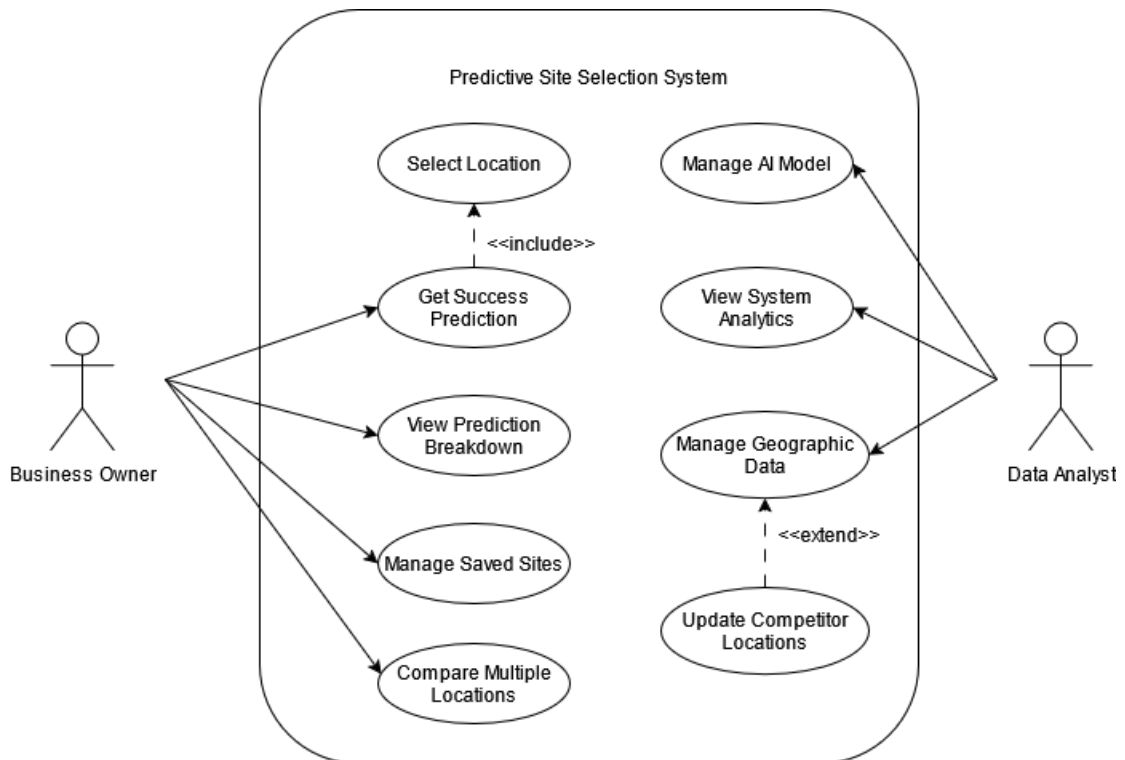 Predictive Site Selection System
Select Location
<<include>>
Get Success
Prediction
View Prediction
Breakdown
Manage Saved Sites
Compare Multiple
Locations
Manage AI Model
View System
Analytics
Manage Geographic
Data
<<extend>>
Update Competitor
Locations
Business Owner
Data Analyst